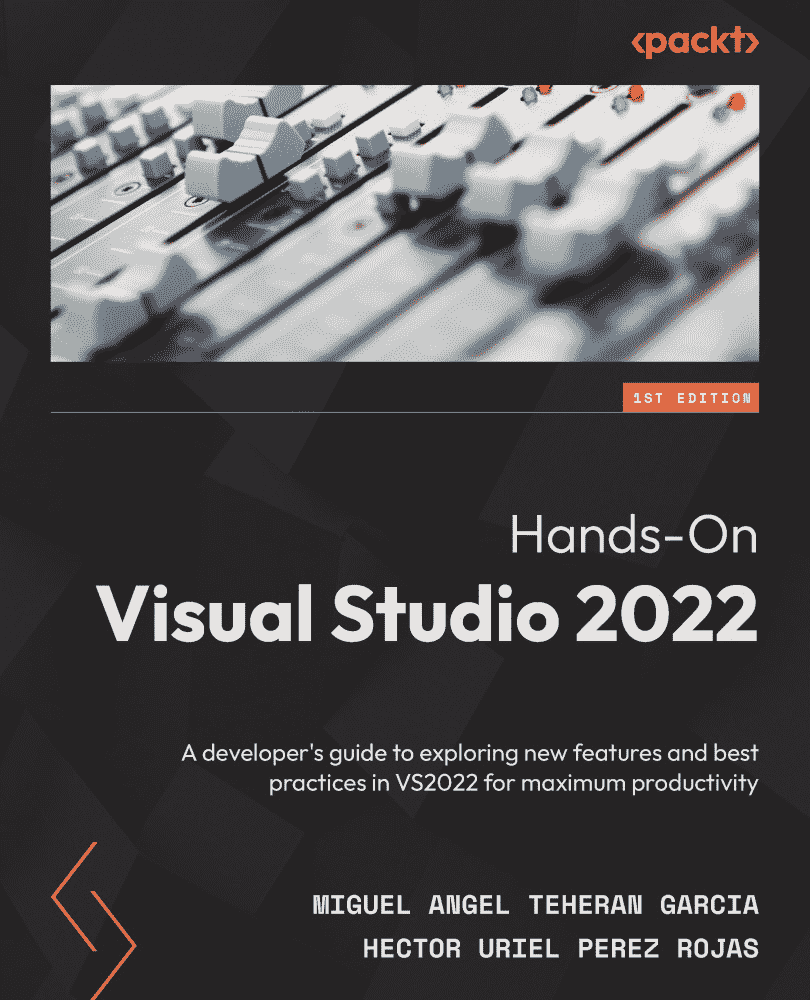 <packt>
1ST EDITION
Hands-On
Visual Studio 2022
A developer's guide to exploring new features and best
practices in VS2022 for maximum productivity
MIGUEL ANGEL TEHERAN GARCIA
HECTOR URIEL PEREZ ROJAS